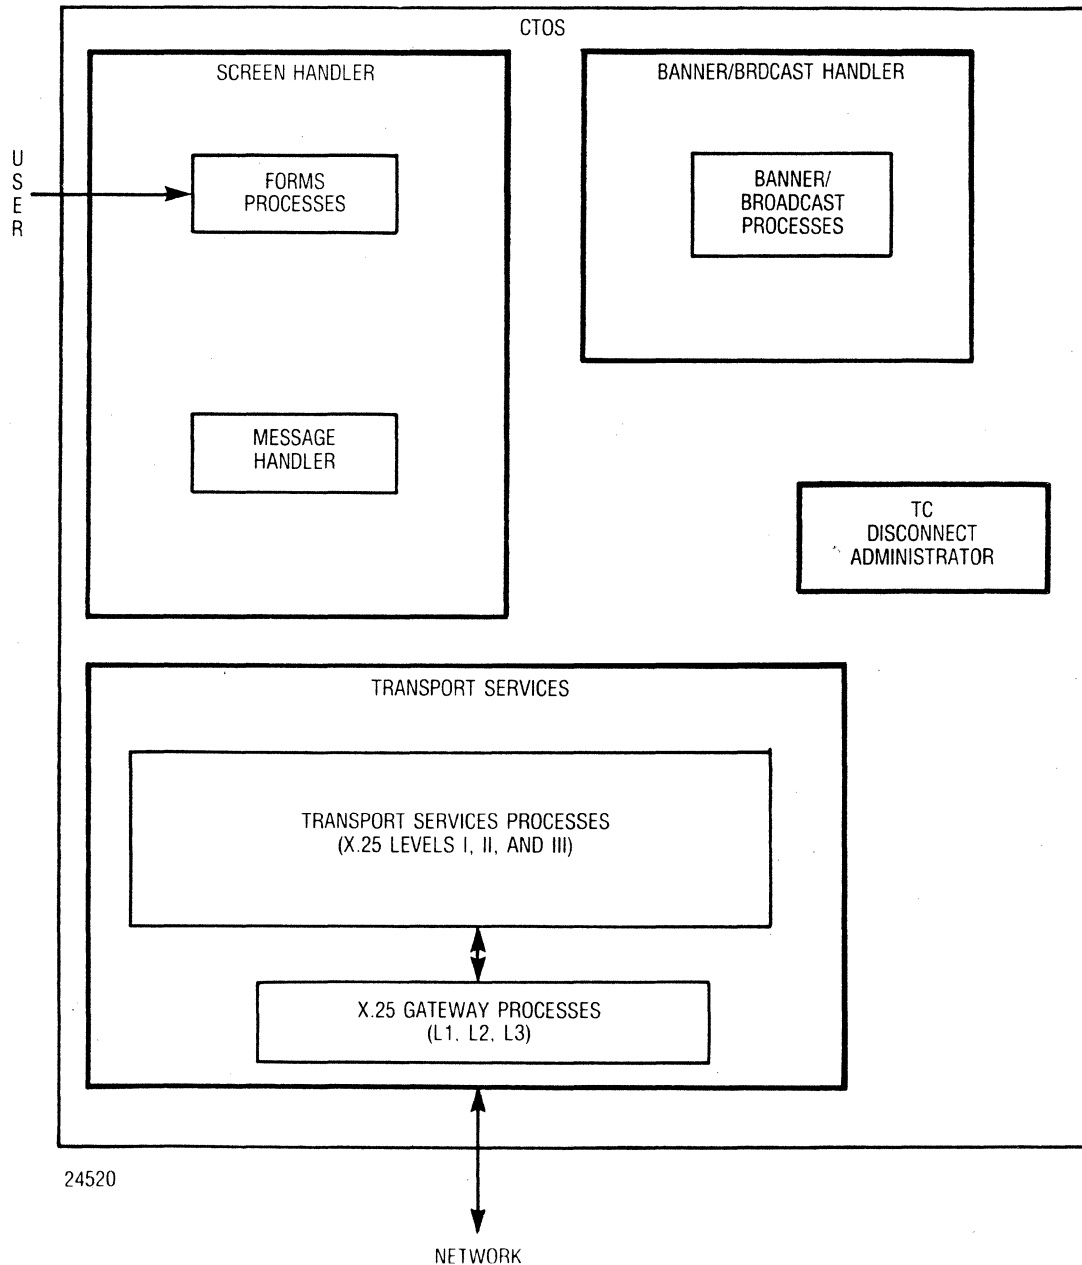 CTOS
SCREEN HANDLER
BANNER/BRDCAST HANDLER
USER
FORMS
PROCESSES
BANNER/
BROADCAST
PROCESSES
MESSAGE
HANDLER
TC
DISCONNECT
ADMINISTRATOR
TRANSPORT SERVICES
TRANSPORT SERVICES PROCESSES
(X.25 LEVELS I, II, AND III)
X.25 GATEWAY PROCESSES
(L1, L2, L3)
24520
NETWORK